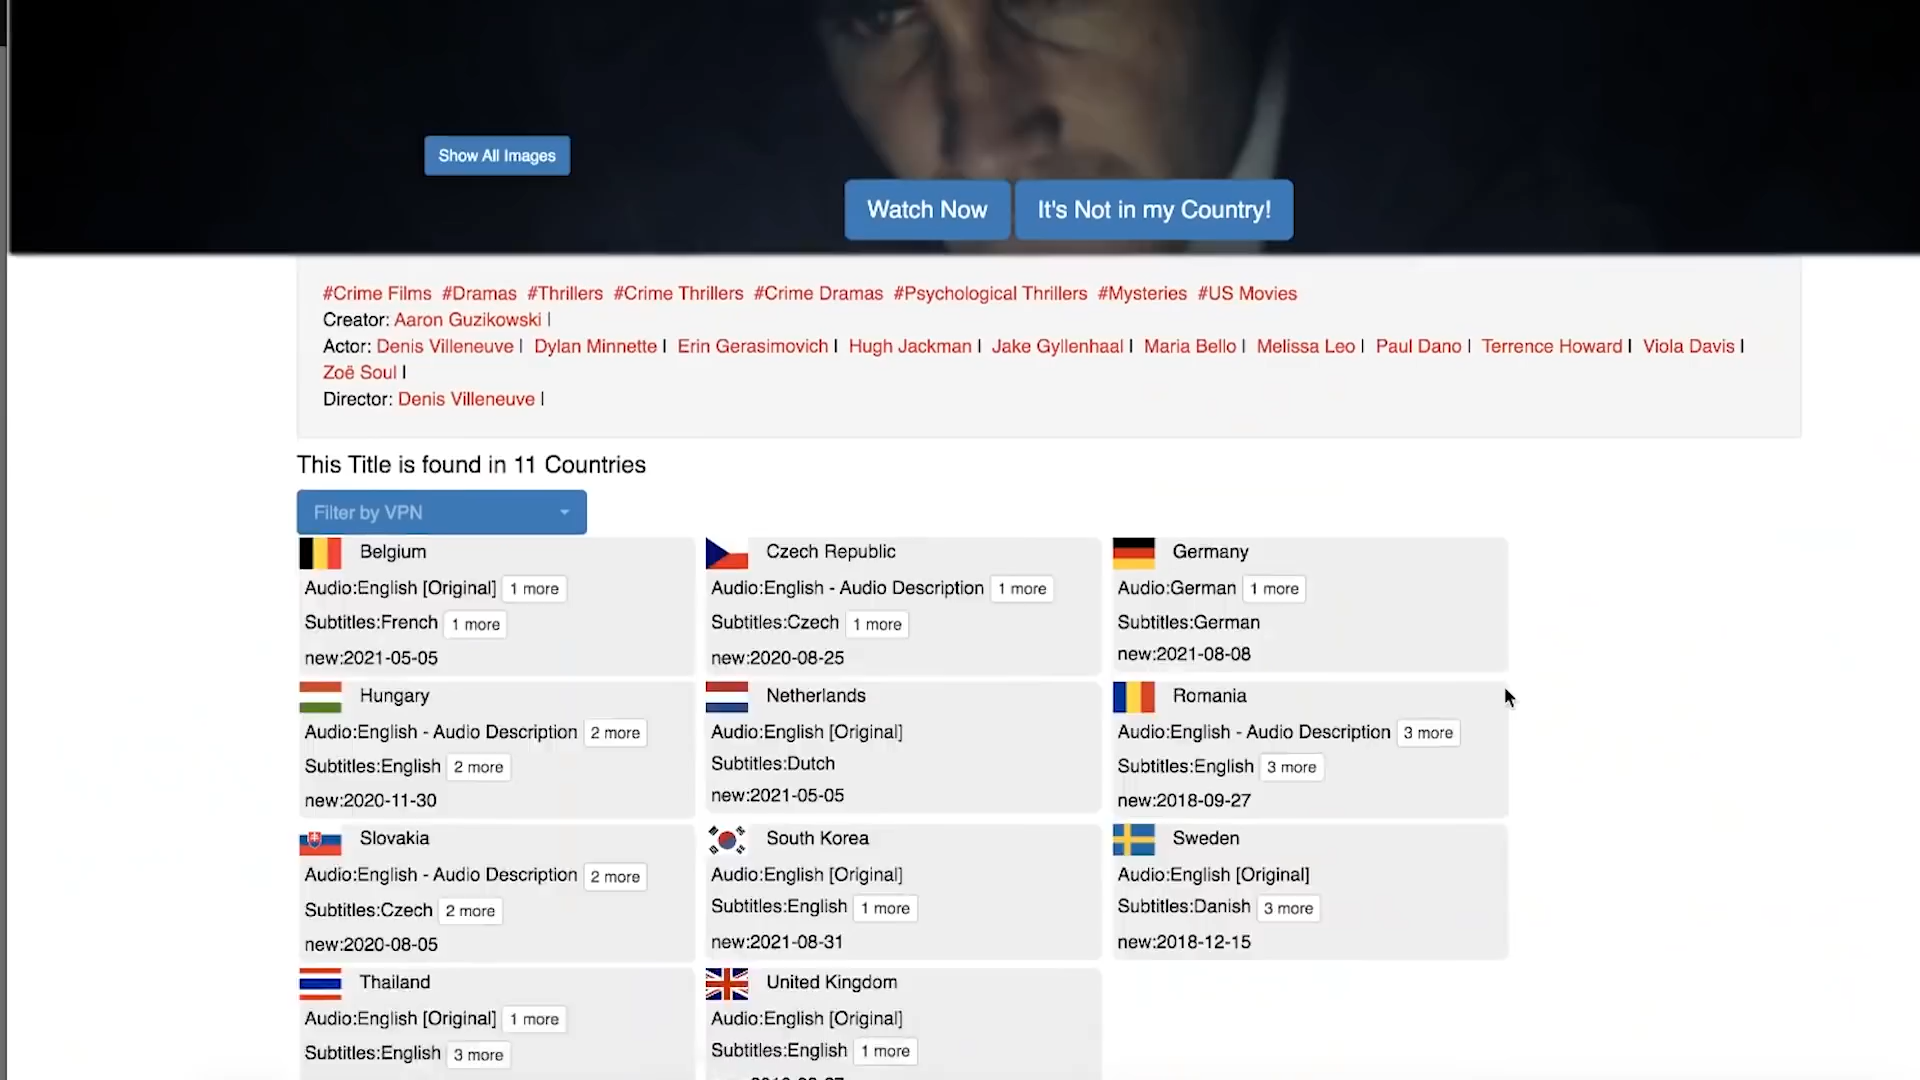 Show All Images
Watch Now
It's Not in my Country!
#Crime Films #Dramas #Thrillers #Crime Thrillers #Crime Dramas #Psychological Thrillers #Mysteries #US Movies
Creator: Aaron Guzikowski |
Actor: Denis Villeneuve | Dylan Minnette | Erin Gerasimovich | Hugh Jackman | Jake Gyllenhaal | Maria Bello | Melissa Leo | Paul Dano | Terrence Howard | Viola Davis |
Zoë Soul |
Director: Denis Villeneuve |
This Title is found in 11 Countries
Filter by VPN
Belgium
Audio:English [Original] 1 more
Subtitles:French 1 more
new:2021-05-05
Czech Republic
Audio:English - Audio Description 1 more
Subtitles:Czech 1 more
new:2020-08-25
Germany
Audio:German 1 more
Subtitles:German
new:2021-08-08
Hungary
Audio:English - Audio Description 2 more
Subtitles:English 2 more
new:2020-11-30
Netherlands
Audio:English [Original]
Subtitles:Dutch
new:2021-05-05
Romania
Audio:English - Audio Description 3 more
Subtitles:English 3 more
new:2018-09-27
Slovakia
Audio:English - Audio Description 2 more
Subtitles:Czech 2 more
new:2020-08-05
South Korea
Audio:English [Original]
Subtitles:English 1 more
new:2021-08-31
Sweden
Audio:English [Original]
Subtitles:Danish 3 more
new:2018-12-15
Thailand
Audio:English [Original] 1 more
Subtitles:English 3 more
United Kingdom
Audio:English [Original]
Subtitles:English 1 more